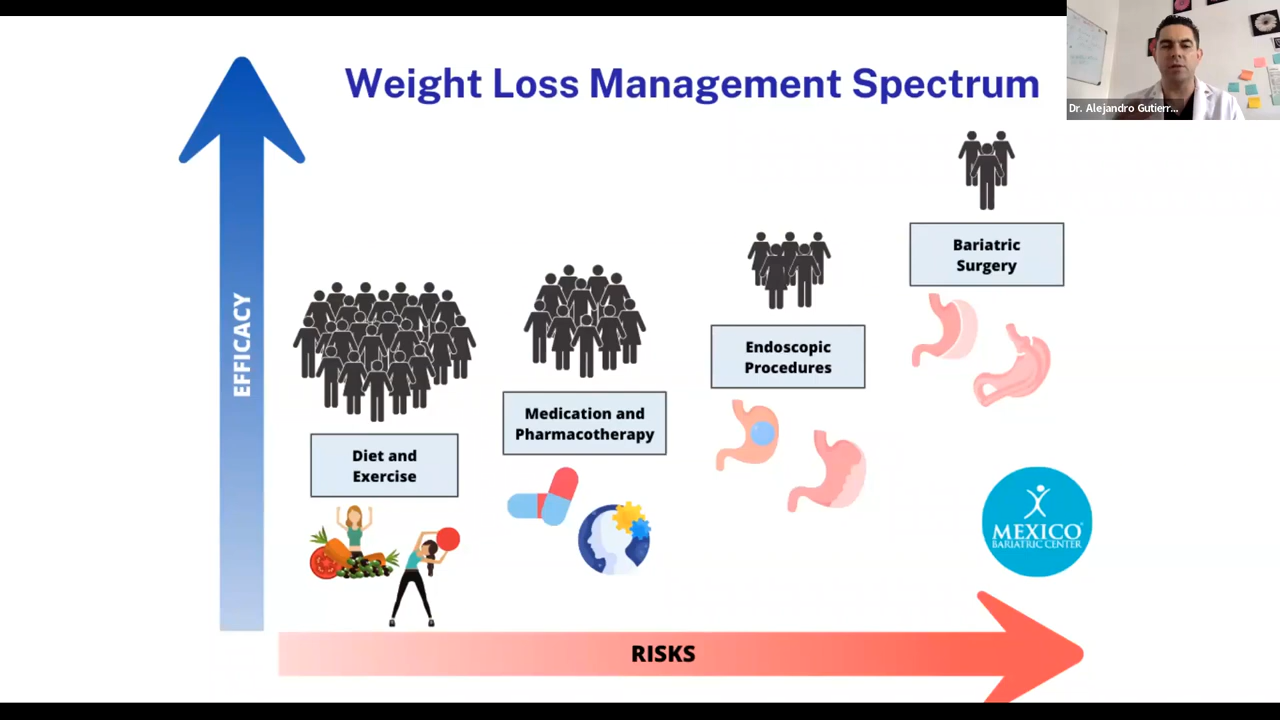 Weight Loss Management Spectrum
Dr. Alejandro Gutierr...
EFFICACY
Bariatric
Surgery
Endoscopic
Procedures
Medication and
Pharmacotherapy
Diet and
Exercise
MEXICO
BARIATRIC CENTER
RISKS